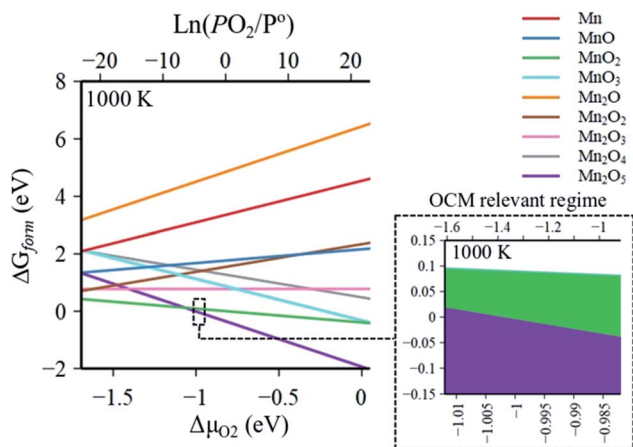 Ln(PO₂/Pº)
−20 −10 0 10 20
8
6
4
2
0
−2
1000 K
ΔG_form (eV)
−1.5 −1 −0.5 0
Δμ_O2 (eV)
Mn
MnO
MnO₂
MnO₃
Mn₂O
Mn₂O₂
Mn₂O₃
Mn₂O₄
Mn₂O₅
OCM relevant regime
−1.6 −1.4 −1.2 −1
0.15
0.1
0.05
0
−0.05
−0.1
−0.15
1000 K
−1.01 −1.005 −1 −0.995 −0.99 −0.985